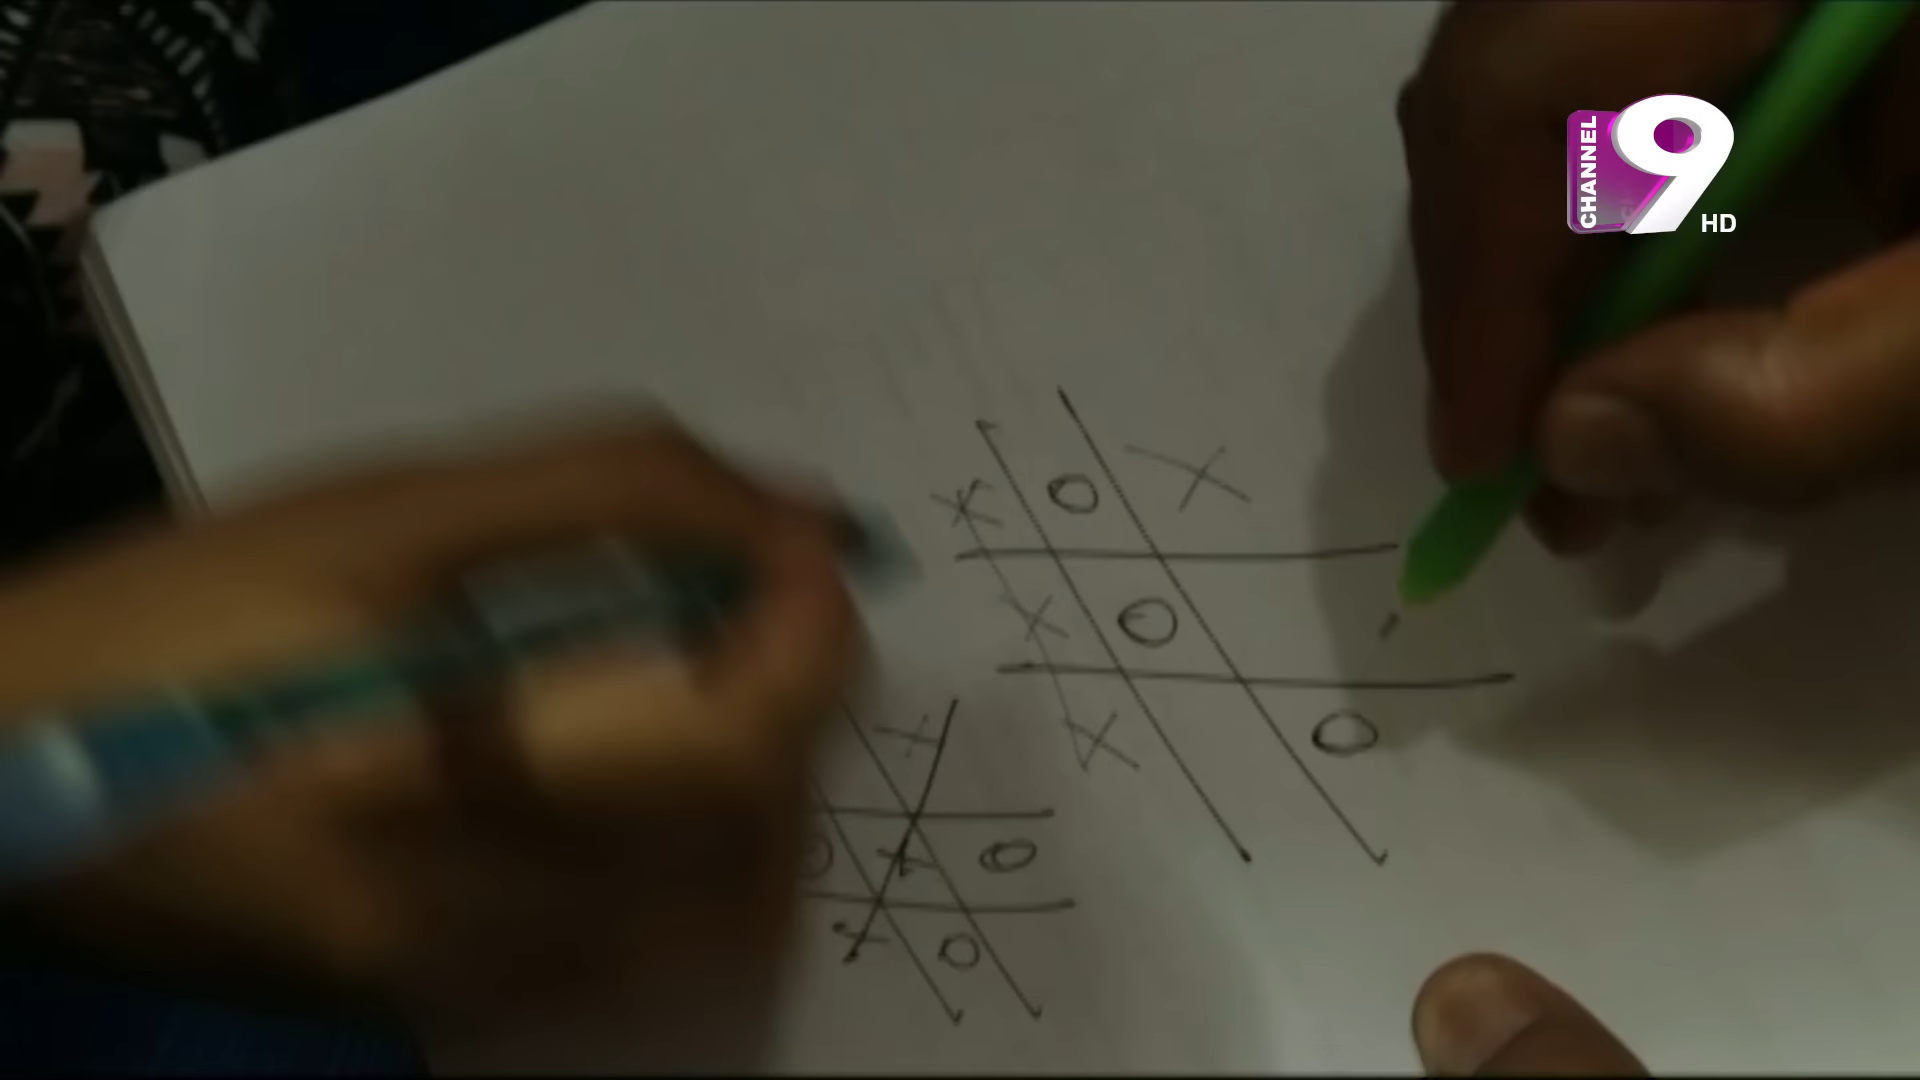 CHANNEL 9
HD
X O X
X O
X O
X
O X O
X O